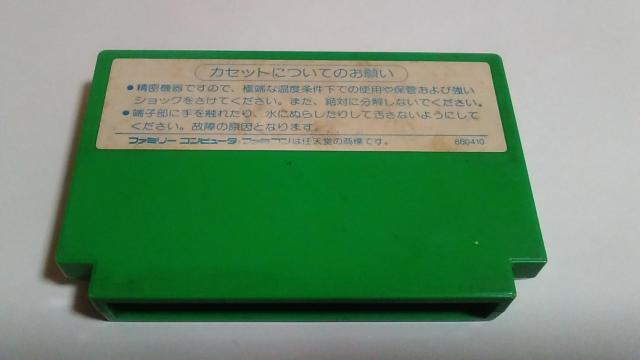 カセットについてのお願い
●精密機器ですので、極端な温度条件下での使用や保管および強い
ショックをさけてください。また、絶対に分解しないでください。
●端子部に手を触れたり、水にぬらしたりして汚さないようにして
ください。故障の原因となります。
ファミリーコンピュータ・ファミコンは任天堂の商標です。 860410